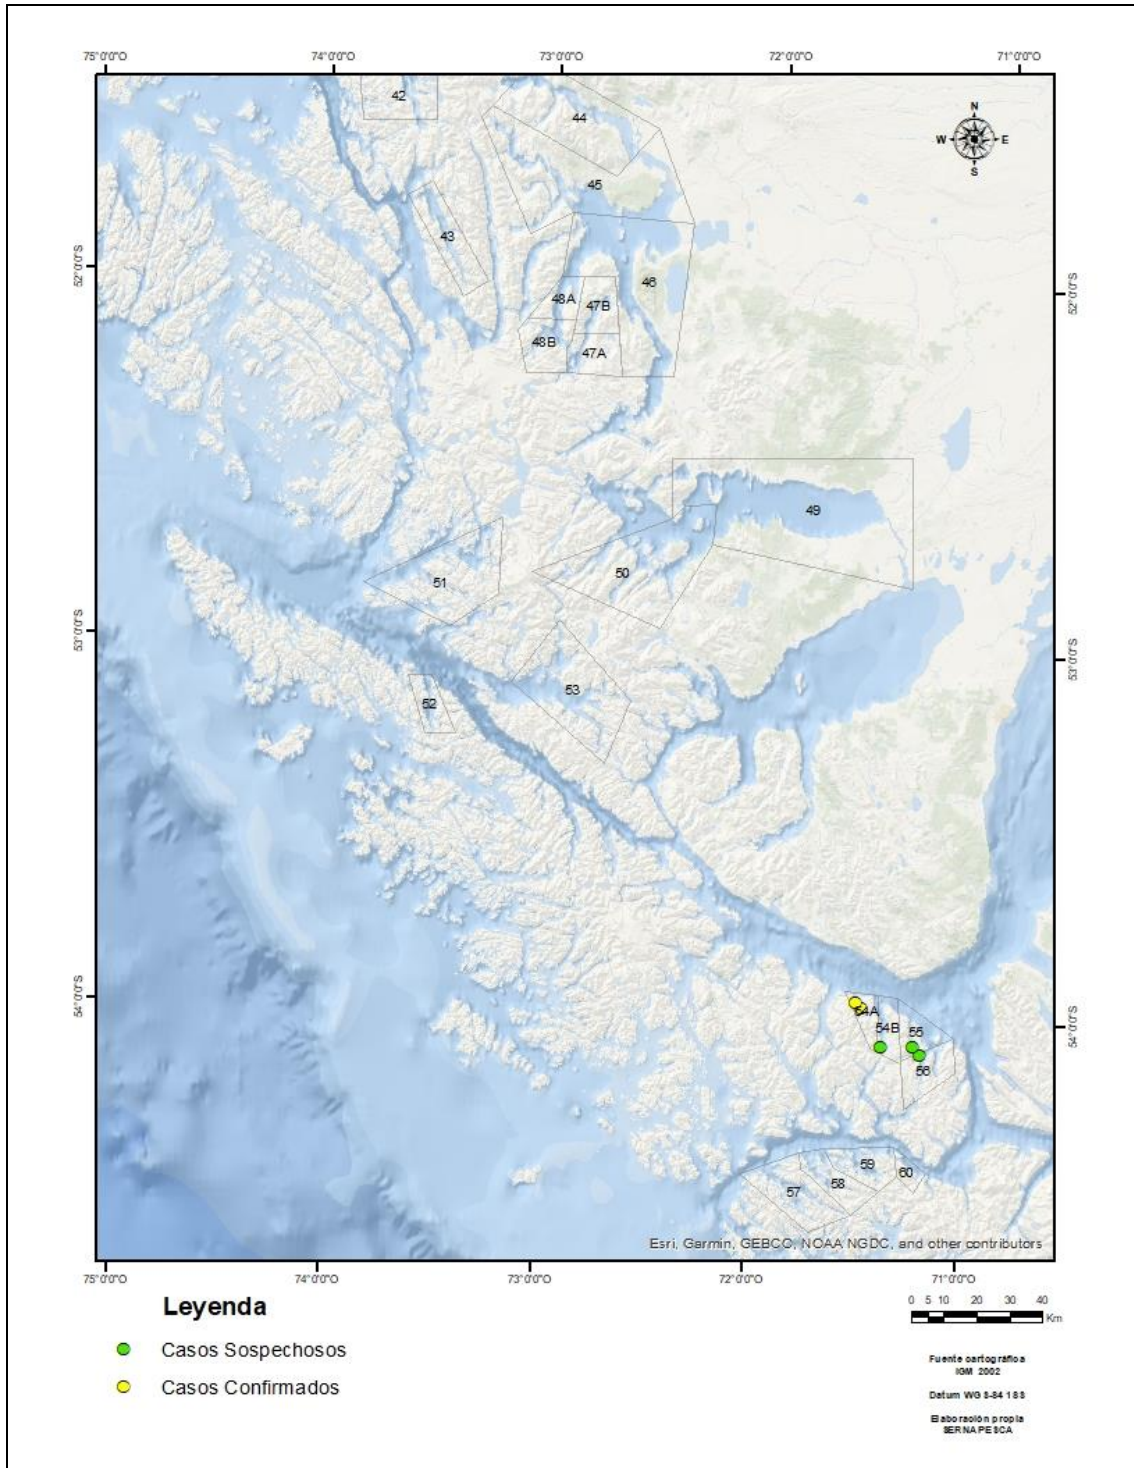 75°0'0"O 74°0'0"O 73°0'0"O 72°0'0"O 71°0'0"O
N
W E
S
42
44
45
43
52°0'0"S
46
52°0'0"S
48A
47B
48B
47A
49
50
51
53°0'0"S
53°0'0"S
53
52
54°0'0"S
54A
54B
55
54°0'0"S
56
59
60
58
57
Esri, Garmin, GEBCO, NOAA NGDC, and other contributors
75°0'0"O 74°0'0"O 73°0'0"O 72°0'0"O 71°0'0"O
Leyenda
Casos Sospechosos
Casos Confirmados
0 5 10 20 30 40
Km
Fuente cartográfica
IGM 2002
Datum WGS-84 18S
Elaboración propia
SERNAPESCA